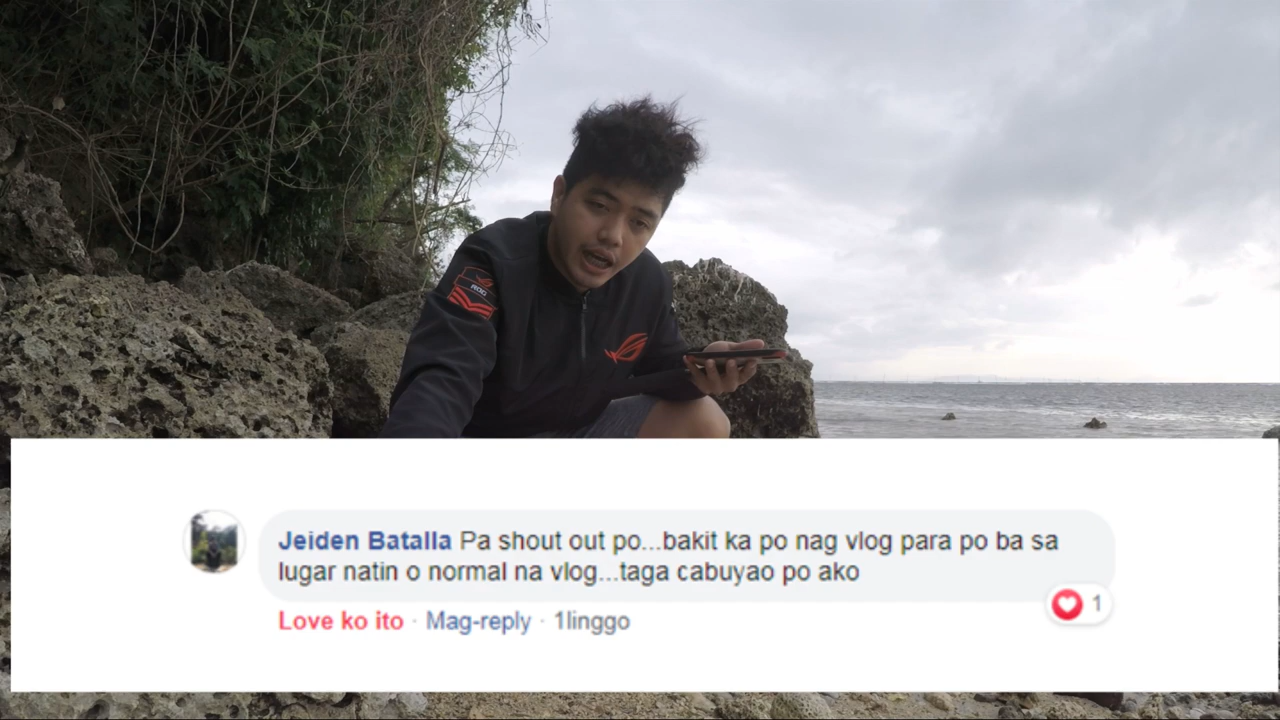 ROG
Jeiden Batalla Pa shout out po...bakit ka po nag vlog para po ba sa
lugar natin o normal na vlog...taga cabuyao po ako
1
Love ko ito · Mag-reply · 1linggo